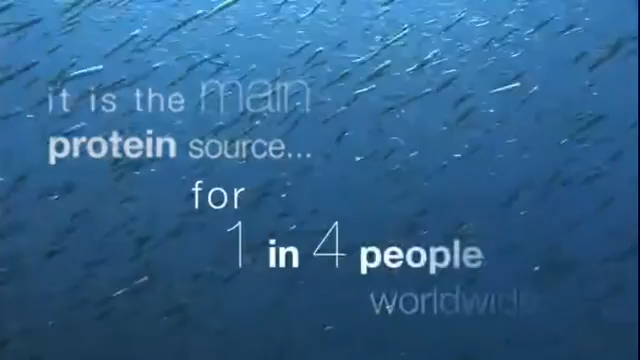 it is the main
protein source...
for
1 in 4 people
worldwide